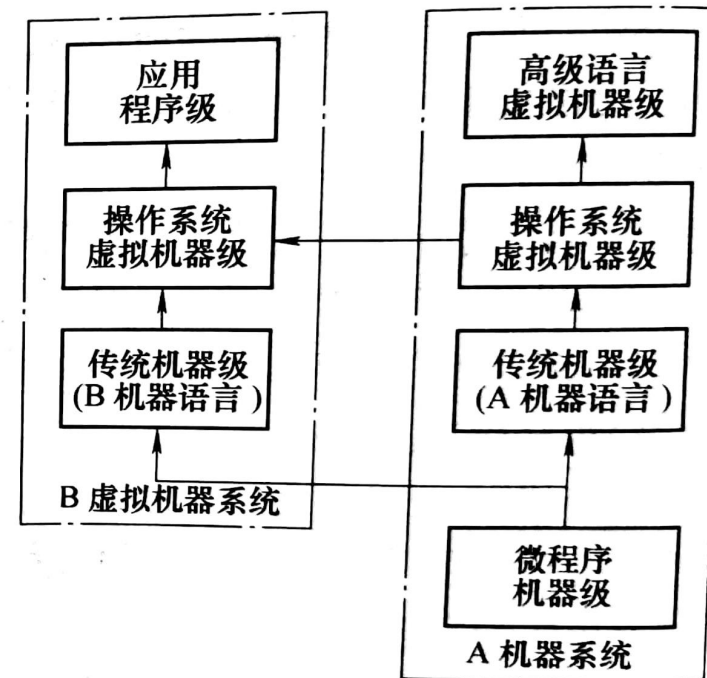 应用
程序级
操作系统
虚拟机器级
传统机器级
(B 机器语言)
B 虚拟机器系统
高级语言
虚拟机器级
操作系统
虚拟机器级
传统机器级
(A 机器语言)
微程序
机器级
A 机器系统